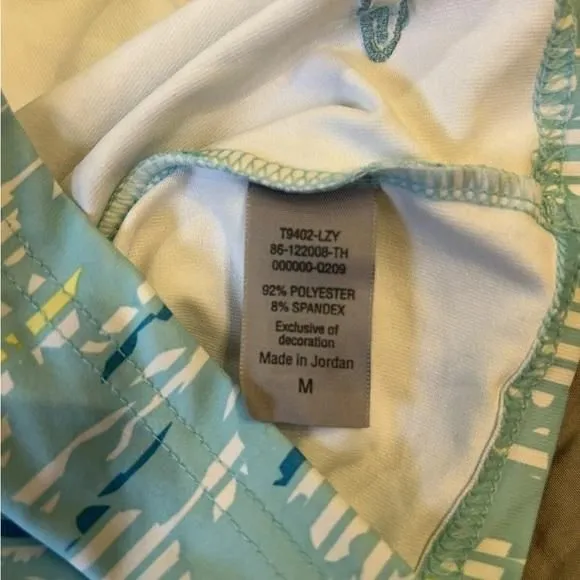 T9402-LZY
86-122008-TH
000000-0209
92% POLYESTER
8% SPANDEX
Exclusive of
decoration
Made in Jordan
M